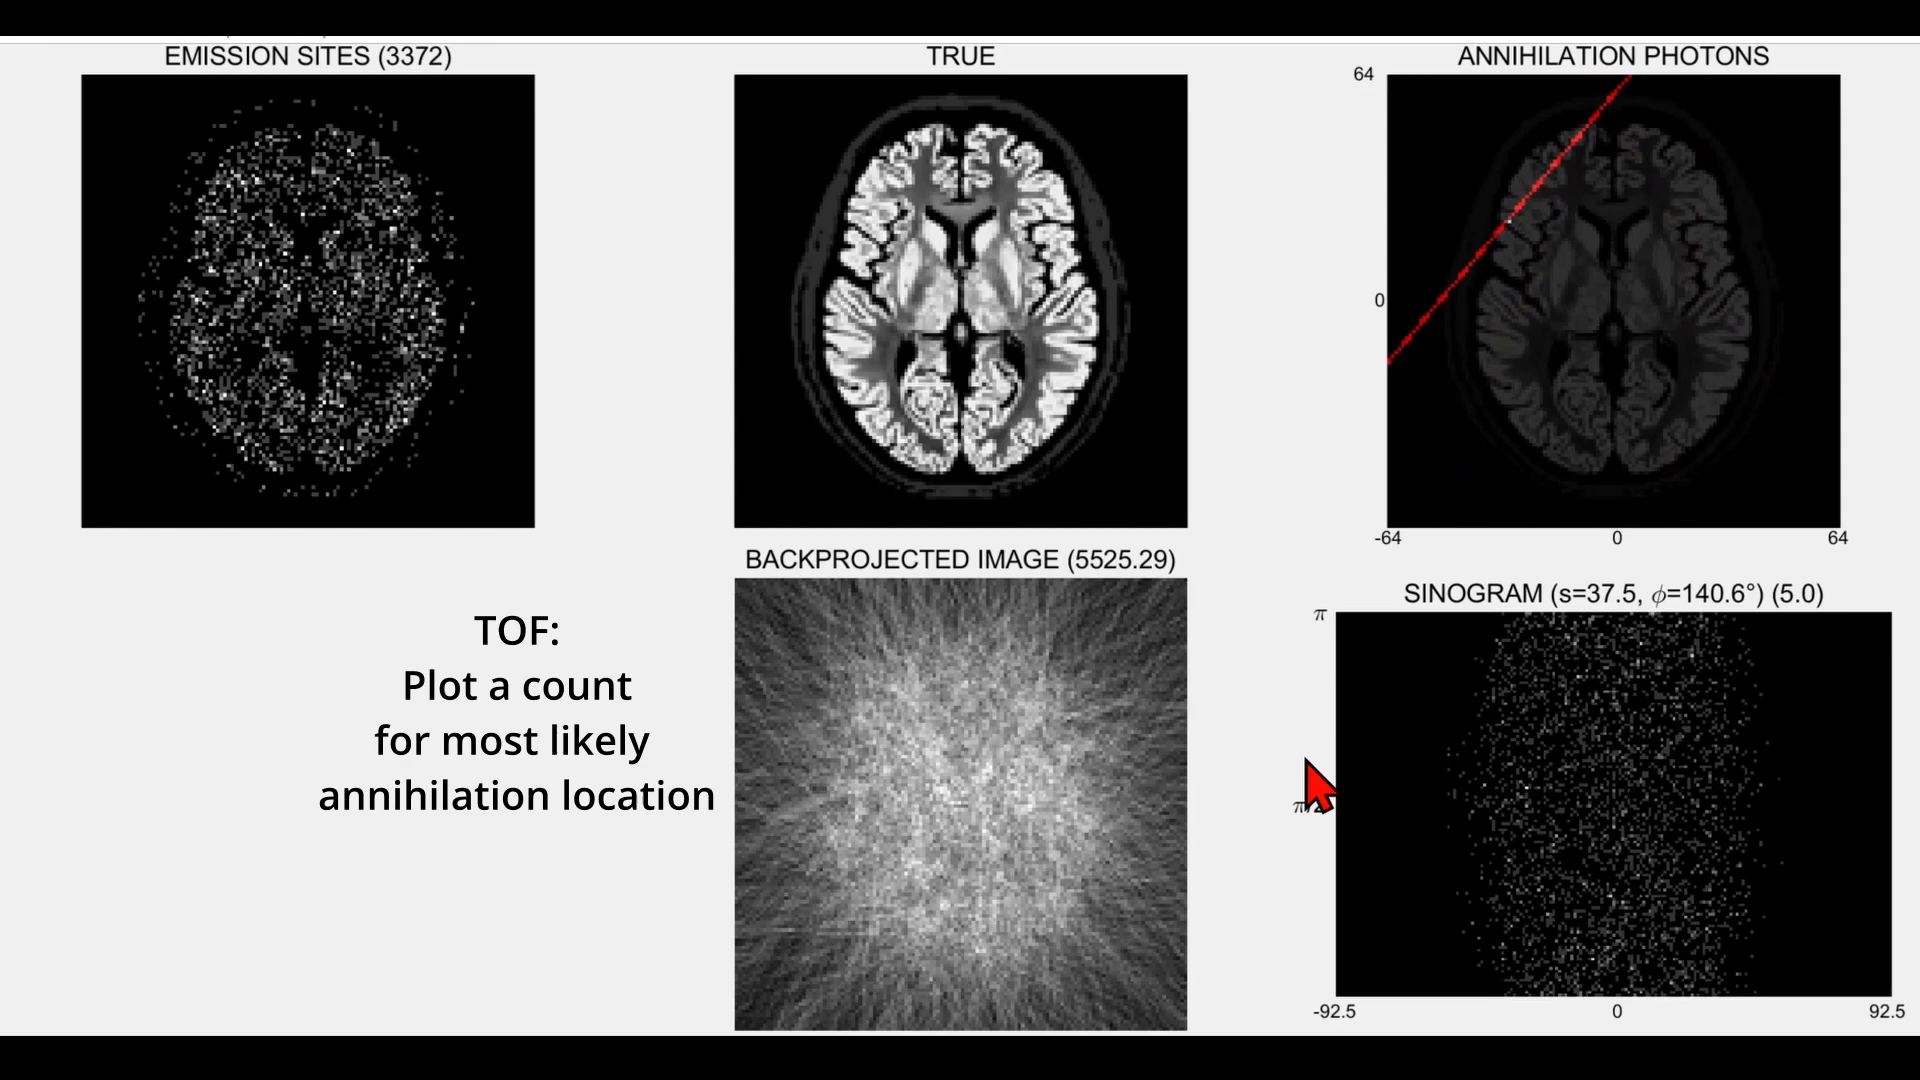 EMISSION SITES (3372)
TRUE
ANNIHILATION PHOTONS
64
0
-64
0
64
BACKPROJECTED IMAGE (5525.29)
SINOGRAM (s=37.5, ϕ=140.6°) (5.0)
π
π/2
-92.5
0
92.5
TOF:
Plot a count
for most likely
annihilation location